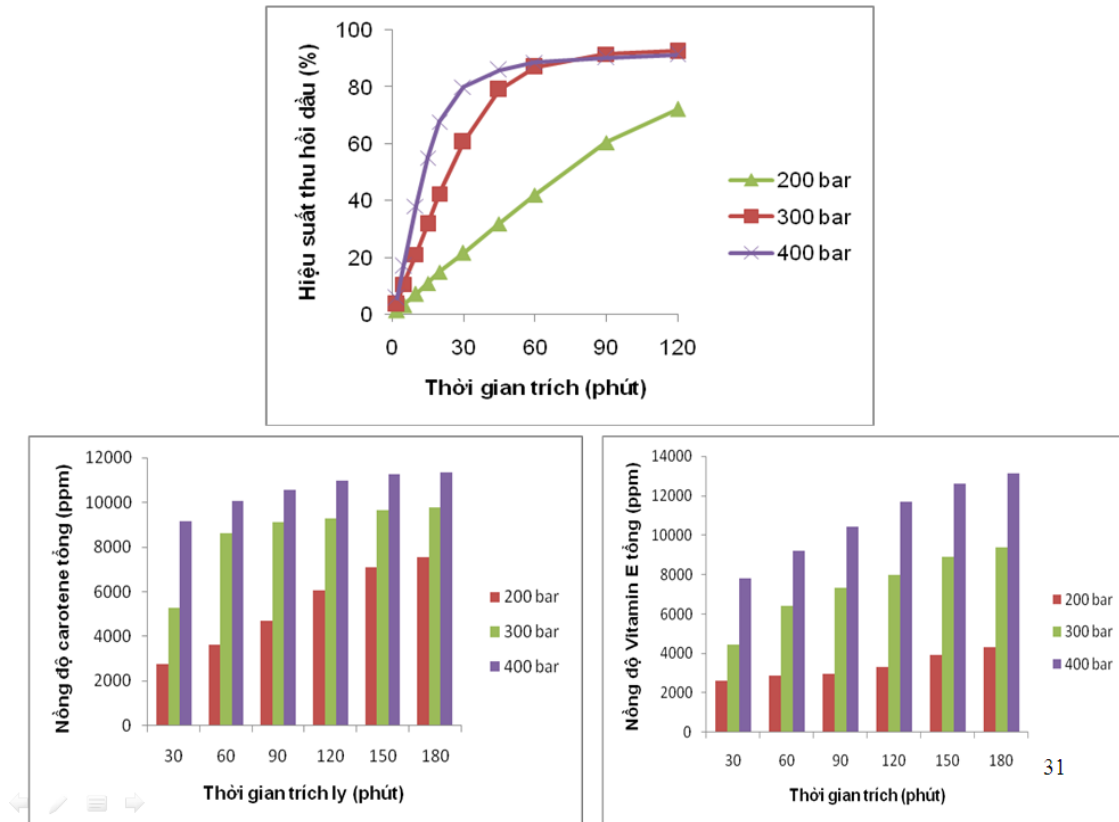 Hiệu suất thu hồi dầu (%)
100
80
60
40
20
0
0 30 60 90 120
Thời gian trích (phút)
200 bar
300 bar
400 bar
Nồng độ carotene tổng (ppm)
12000
10000
8000
6000
4000
2000
0
30 60 90 120 150 180
Thời gian trích ly (phút)
200 bar
300 bar
400 bar
Nồng độ Vitamin E tổng (ppm)
14000
12000
10000
8000
6000
4000
2000
0
30 60 90 120 150 180
Thời gian trích (phút)
200 bar
300 bar
400 bar
31